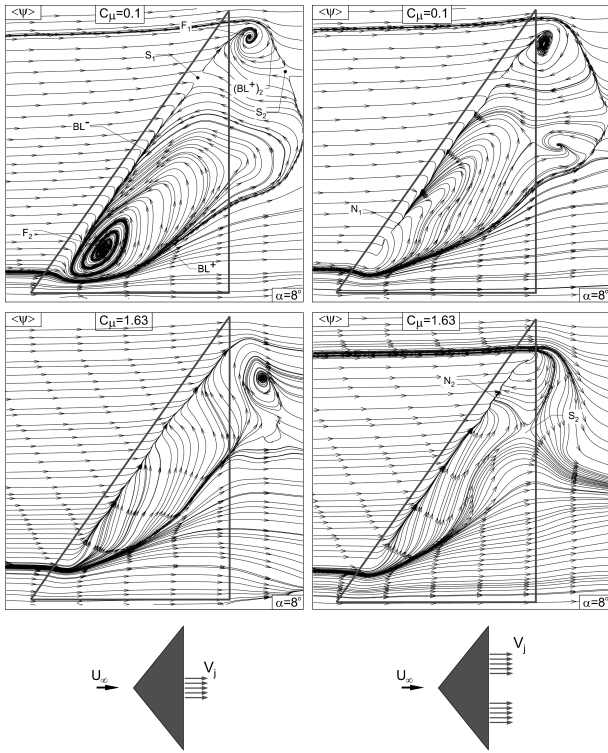 <Ψ> Cμ=0.1 F1
S1
(BL+)2
S2
BL-
F2
BL+
α=8°
<Ψ> Cμ=0.1
N1
α=8°
<Ψ> Cμ=1.63
α=8°
<Ψ> Cμ=1.63
N2
S2
α=8°
U∞ Vj
U∞ Vj